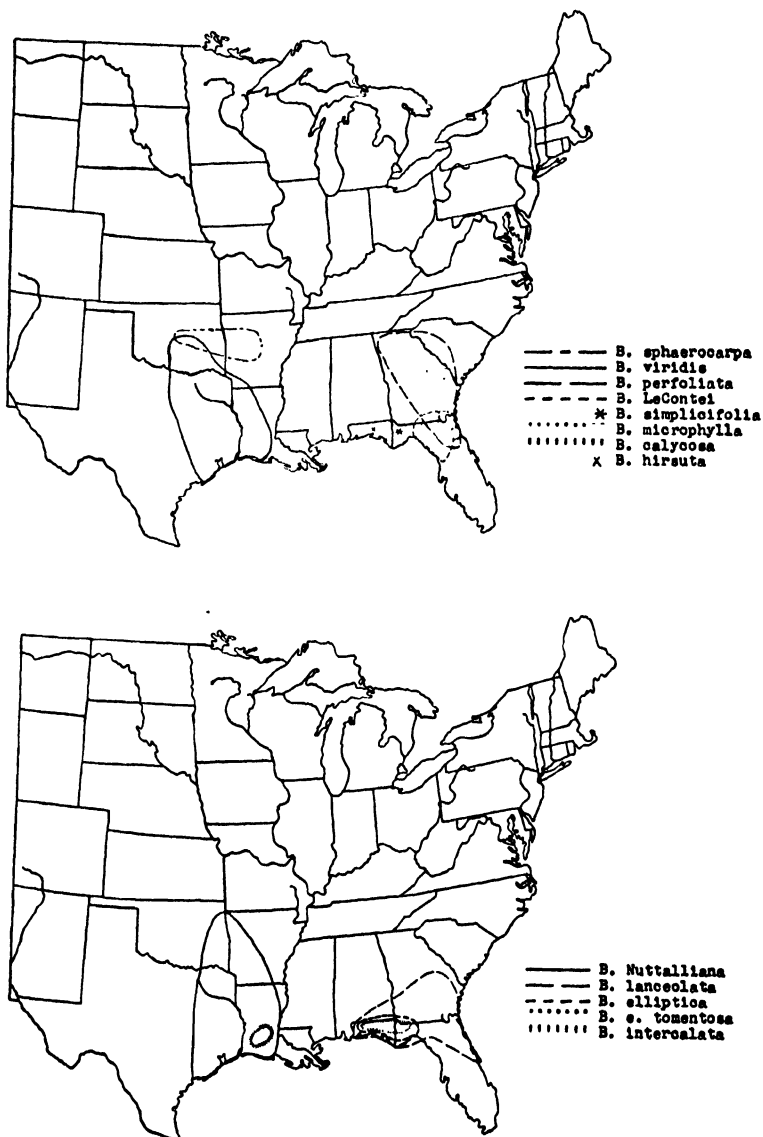 B. sphaerocarpa
B. viridis
B. perfoliata
B. LeContei
* B. simplicifolia
B. microphylla
B. calycosa
x B. hirsuta
B. Nuttalliana
B. lanceolata
B. elliptica
B. e. tomentosa
B. intercalata